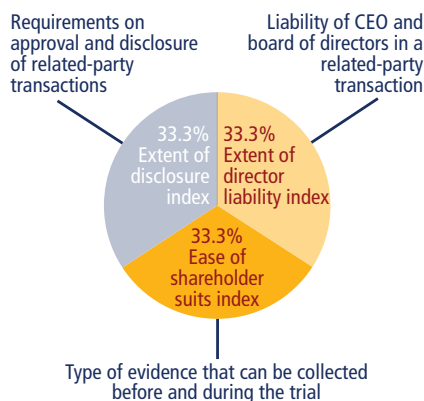 Requirements on
approval and disclosure
of related-party
transactions
Liability of CEO and
board of directors in a
related-party
transaction
33.3%
Extent of
disclosure
index
33.3%
Extent of
director
liability index
33.3%
Ease of
shareholder
suits index
Type of evidence that can be collected
before and during the trial